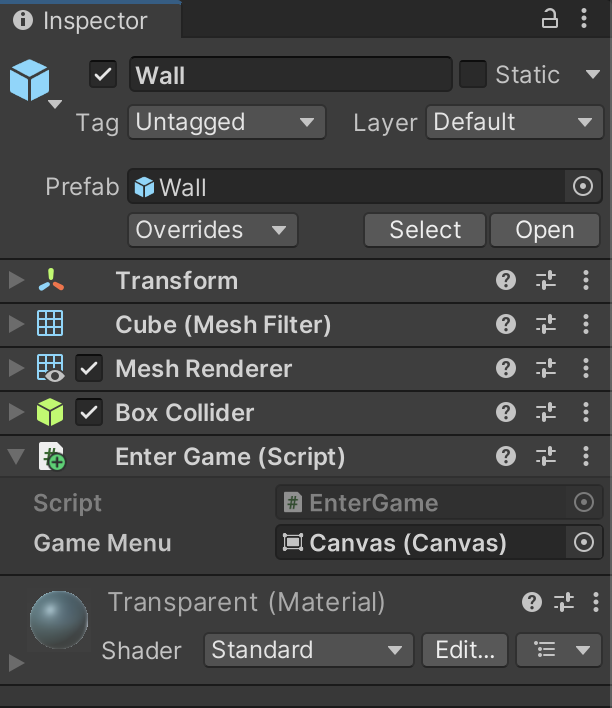 Inspector
Wall
Static
Tag Untagged Layer Default
Prefab Wall
Overrides Select Open
Transform
Cube (Mesh Filter)
Mesh Renderer
Box Collider
# Enter Game (Script)
Script # EnterGame
Game Menu Canvas (Canvas)
Transparent (Material)
Shader Standard Edit...